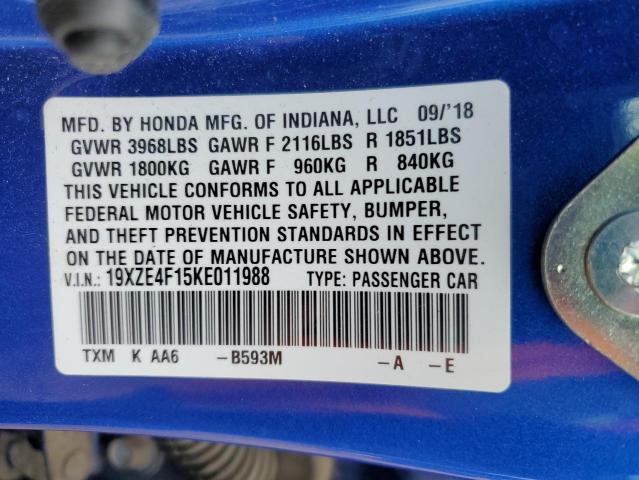 MFD. BY HONDA MFG. OF INDIANA, LLC 09/'18
GVWR 3968LBS GAWR F 2116LBS R 1851LBS
GVWR 1800KG GAWR F 960KG R 840KG
THIS VEHICLE CONFORMS TO ALL APPLICABLE
FEDERAL MOTOR VEHICLE SAFETY, BUMPER,
AND THEFT PREVENTION STANDARDS IN EFFECT
ON THE DATE OF MANUFACTURE SHOWN ABOVE.
V.I.N.: 19XZE4F15KE011988 TYPE: PASSENGER CAR
TXM K AA6 -B593M -A -E